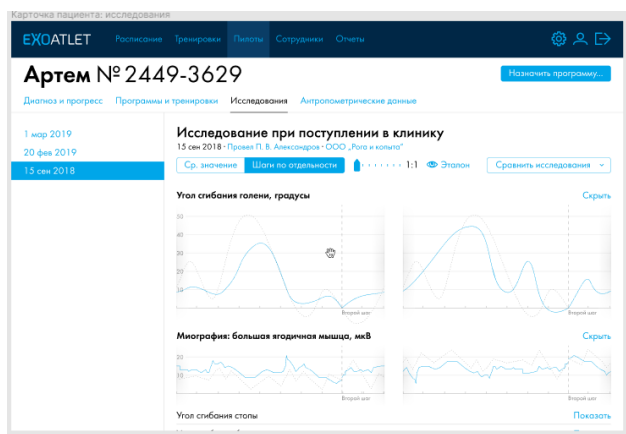 Карточка пациента: исследования
EXOATLET Расписание Тренировки Пилоты Сотрудники Отчеты
Артем № 2449-3629 Назначить программу...
Диагноз и прогресс Программы и тренировки Исследования Антропометрические данные
1 мар 2019
20 фев 2019
15 сен 2018
Исследование при поступлении в клинику
15 сен 2018 · Провел П. В. Александров · ООО „Рога и копыта“
Ср. значение Шаги по отдельности 1:1 Эталон Сравнить исследования
Угол сгибания голени, градусы Скрыть
50
40
30
20
10
Второй шаг Второй шаг
Миография: большая ягодичная мышца, мкВ Скрыть
20
10
Второй шаг Второй шаг
Угол сгибания стопы Показать